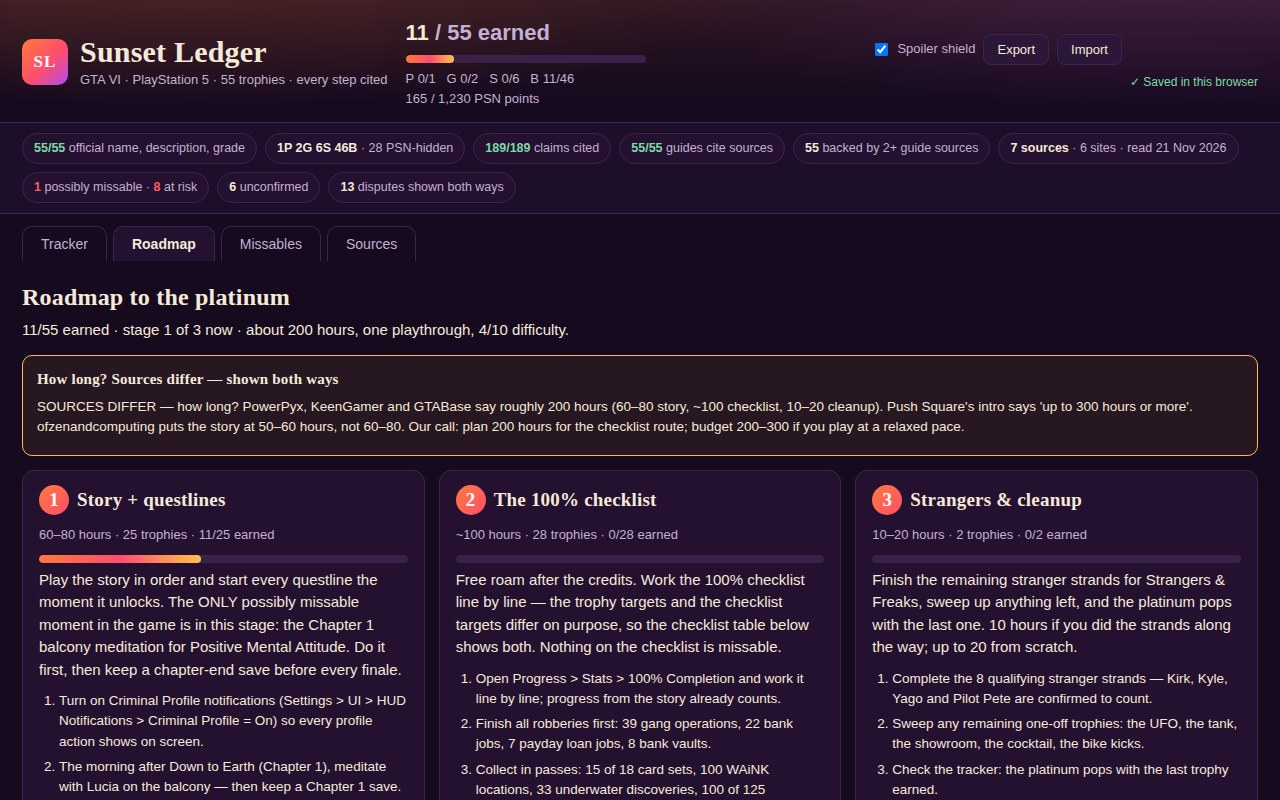 SL
Sunset Ledger
GTA VI · PlayStation 5 · 55 trophies · every step cited
11 / 55 earned
P 0/1 G 0/2 S 0/6 B 11/46
165 / 1,230 PSN points
Spoiler shield
Export
Import
✓ Saved in this browser
55/55 official name, description, grade
1P 2G 6S 46B · 28 PSN-hidden
189/189 claims cited
55/55 guides cite sources
55 backed by 2+ guide sources
7 sources · 6 sites · read 21 Nov 2026
1 possibly missable · 8 at risk
6 unconfirmed
13 disputes shown both ways
Tracker
Roadmap
Missables
Sources
Roadmap to the platinum
11/55 earned · stage 1 of 3 now · about 200 hours, one playthrough, 4/10 difficulty.
How long? Sources differ — shown both ways
SOURCES DIFFER — how long? PowerPyx, KeenGamer and GTABase say roughly 200 hours (60–80 story, ~100 checklist, 10–20 cleanup). Push Square's intro says 'up to 300 hours or more'.
ofzenandcomputing puts the story at 50–60 hours, not 60–80. Our call: plan 200 hours for the checklist route; budget 200–300 if you play at a relaxed pace.
1 Story + questlines
60–80 hours · 25 trophies · 11/25 earned
Play the story in order and start every questline the
moment it unlocks. The ONLY possibly missable
moment in the game is in this stage: the Chapter 1
balcony meditation for Positive Mental Attitude. Do it
first, then keep a chapter-end save before every finale.
1. Turn on Criminal Profile notifications (Settings > UI > HUD
Notifications > Criminal Profile = On) so every profile
action shows on screen.
2. The morning after Down to Earth (Chapter 1), meditate
with Lucia on the balcony — then keep a Chapter 1 save.
2 The 100% checklist
~100 hours · 28 trophies · 0/28 earned
Free roam after the credits. Work the 100% checklist
line by line — the trophy targets and the checklist
targets differ on purpose, so the checklist table below
shows both. Nothing on the checklist is missable.
1. Open Progress > Stats > 100% Completion and work it
line by line; progress from the story already counts.
2. Finish all robberies first: 39 gang operations, 22 bank
jobs, 7 payday loan jobs, 8 bank vaults.
3. Collect in passes: 15 of 18 card sets, 100 WAiNK
locations, 33 underwater discoveries, 100 of 125
3 Strangers & cleanup
10–20 hours · 2 trophies · 0/2 earned
Finish the remaining stranger strands for Strangers &
Freaks, sweep up anything left, and the platinum pops
with the last one. 10 hours if you did the strands along
the way; up to 20 from scratch.
1. Complete the 8 qualifying stranger strands — Kirk, Kyle,
Yago and Pilot Pete are confirmed to count.
2. Sweep any remaining one-off trophies: the UFO, the tank,
the showroom, the cocktail, the bike kicks.
3. Check the tracker: the platinum pops with the last trophy
earned.